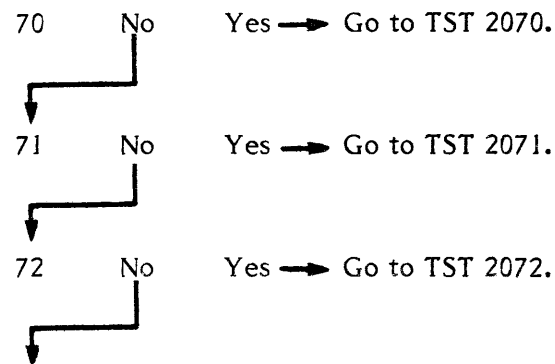 70 No Yes Go to TST 2070.
71 No Yes Go to TST 2071.
72 No Yes Go to TST 2072.